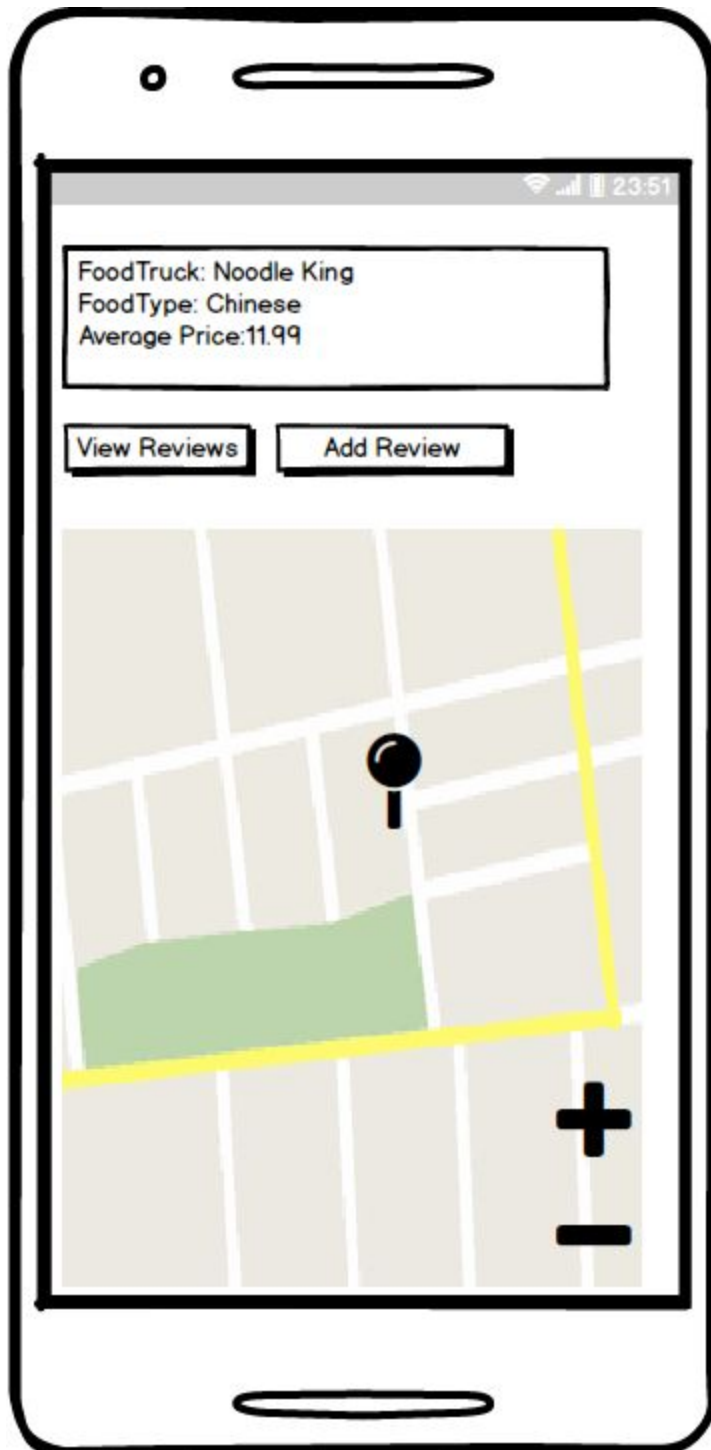 23:51
FoodTruck: Noodle King
FoodType: Chinese
Average Price:11.99
View Reviews
Add Review